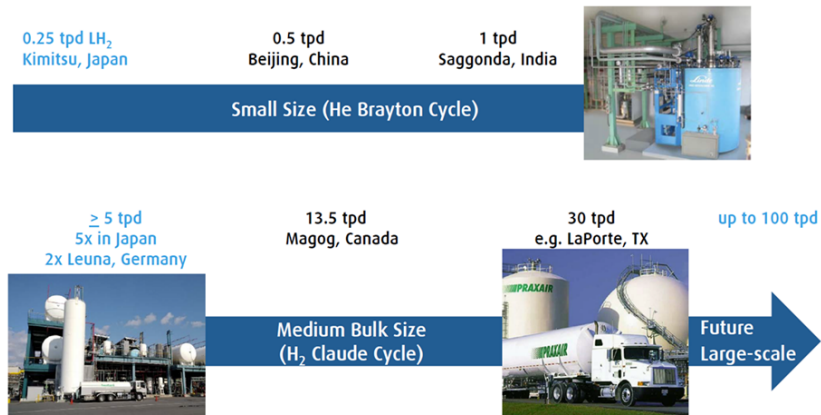 0.25 tpd LH₂
Kimitsu, Japan
0.5 tpd
Beijing, China
1 tpd
Saggonda, India
Small Size (He Brayton Cycle)
≥ 5 tpd
5x in Japan
2x Leuna, Germany
13.5 tpd
Magog, Canada
30 tpd
e.g. LaPorte, TX
up to 100 tpd
PRAXAIR
PRAXAIR
Medium Bulk Size
(H₂ Claude Cycle)
Future
Large-scale